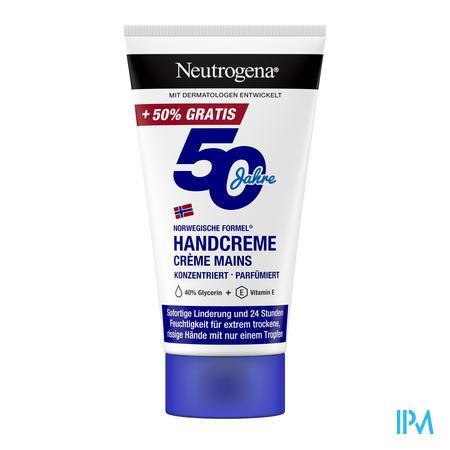 Neutrogena®
MIT DERMATOLOGEN ENTWICKELT
+ 50% GRATIS
50 Jahre
NORWEGISCHE FORMEL®
HANDCREME
CRÈME MAINS
KONZENTRIERT · PARFÜMIERT
40% Glycerin + E Vitamin E
Sofortige Linderung und 24 Stunden
Feuchtigkeit für extrem trockene,
rissige Hände mit nur einem Tropfen
IPM